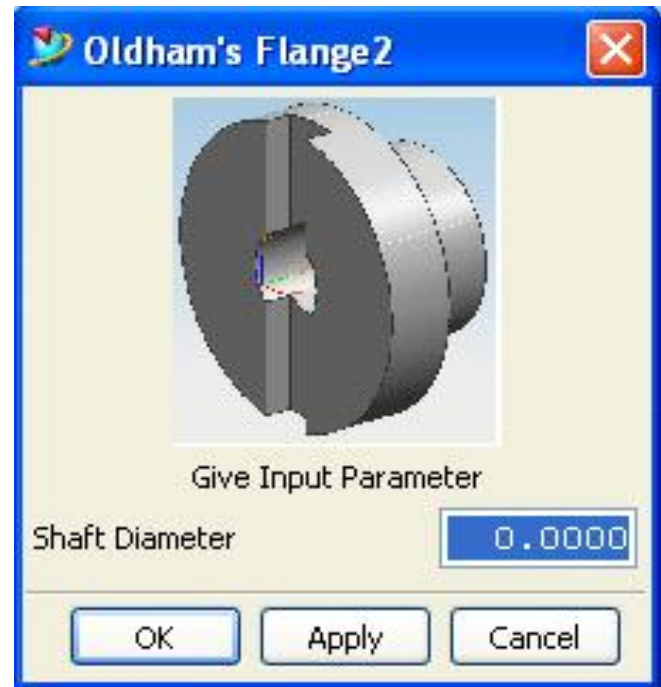 Oldham's Flange2
Give Input Parameter
Shaft Diameter 0.0000
OK Apply Cancel